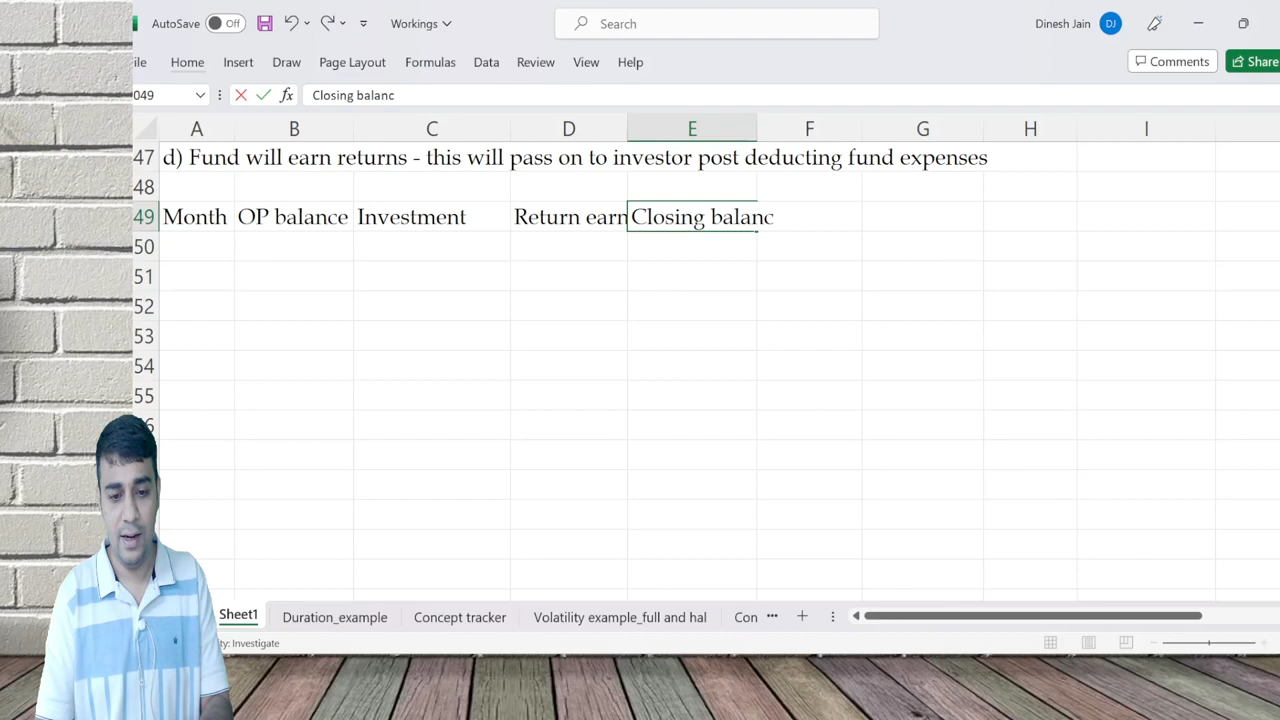 AutoSave Off Workings Search Dinesh Jain DJ
ile Home Insert Draw Page Layout Formulas Data Review View Help Comments Share
049 fx Closing balanc
A B C D E F G H I
47 d) Fund will earn returns - this will pass on to investor post deducting fund expenses
48
49 Month OP balance Investment Return earn Closing balanc
50
51
52
53
54
55
Sheet1 Duration_example Concept tracker Volatility example_full and hal Con
ty: Investigate